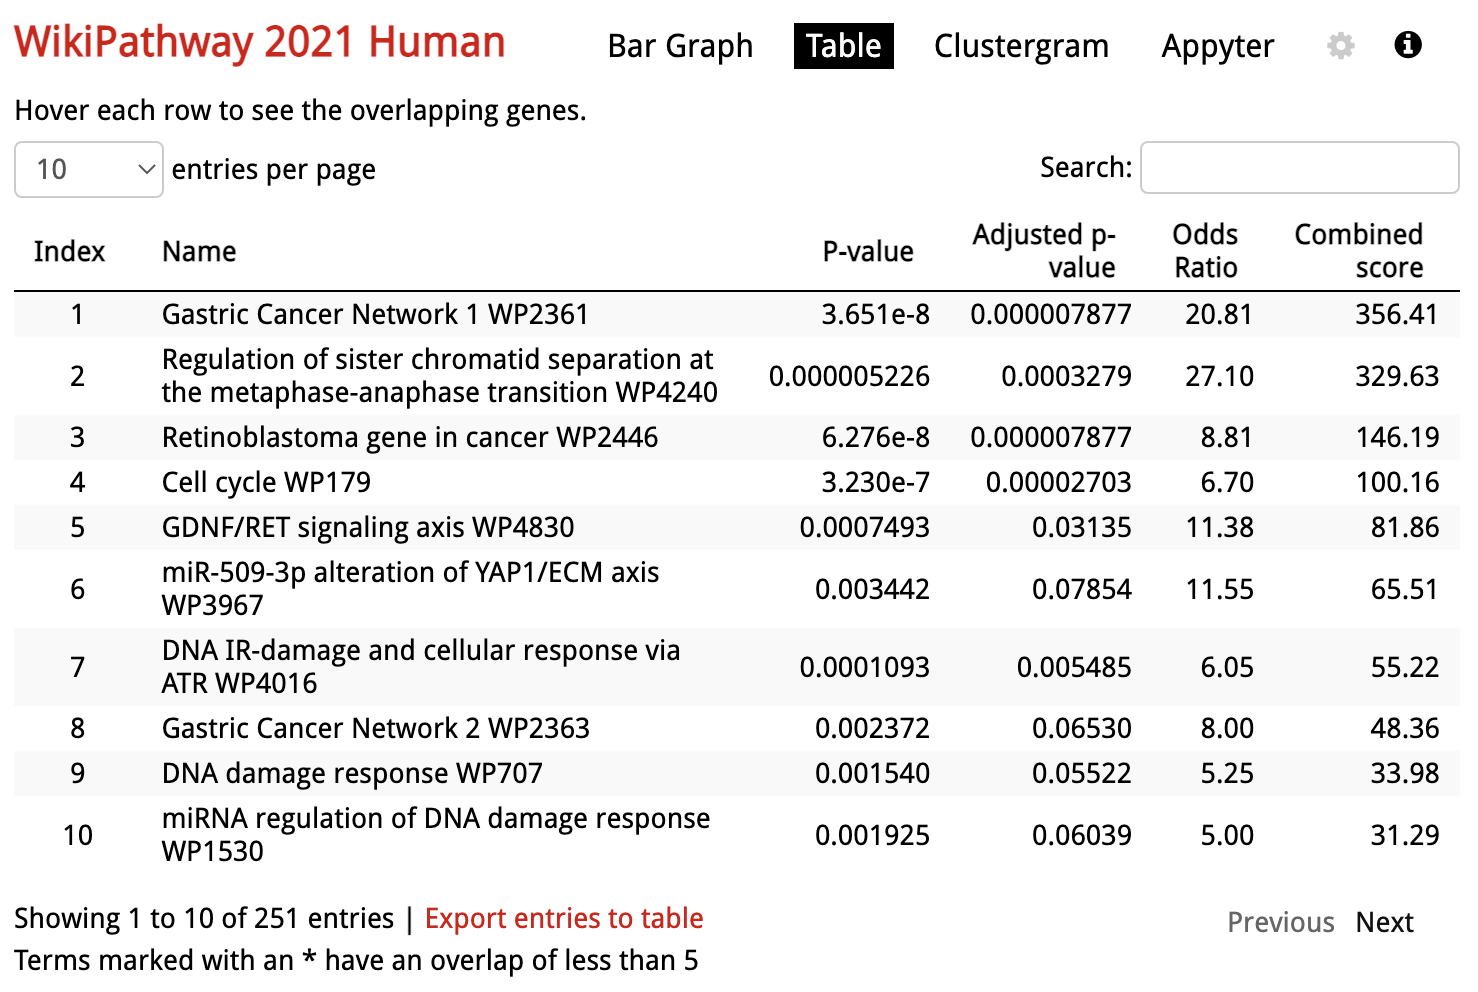 WikiPathway 2021 Human Bar Graph Table Clustergram Appyter
Hover each row to see the overlapping genes.
10 entries per page Search:
Index Name P-value Adjusted p-value Odds Ratio Combined score
1 Gastric Cancer Network 1 WP2361 3.651e-8 0.000007877 20.81 356.41
2 Regulation of sister chromatid separation at the metaphase-anaphase transition WP4240 0.000005226 0.0003279 27.10 329.63
3 Retinoblastoma gene in cancer WP2446 6.276e-8 0.000007877 8.81 146.19
4 Cell cycle WP179 3.230e-7 0.00002703 6.70 100.16
5 GDNF/RET signaling axis WP4830 0.0007493 0.03135 11.38 81.86
6 miR-509-3p alteration of YAP1/ECM axis WP3967 0.003442 0.07854 11.55 65.51
7 DNA IR-damage and cellular response via ATR WP4016 0.0001093 0.005485 6.05 55.22
8 Gastric Cancer Network 2 WP2363 0.002372 0.06530 8.00 48.36
9 DNA damage response WP707 0.001540 0.05522 5.25 33.98
10 miRNA regulation of DNA damage response WP1530 0.001925 0.06039 5.00 31.29
Showing 1 to 10 of 251 entries | Export entries to table Previous Next
Terms marked with an * have an overlap of less than 5